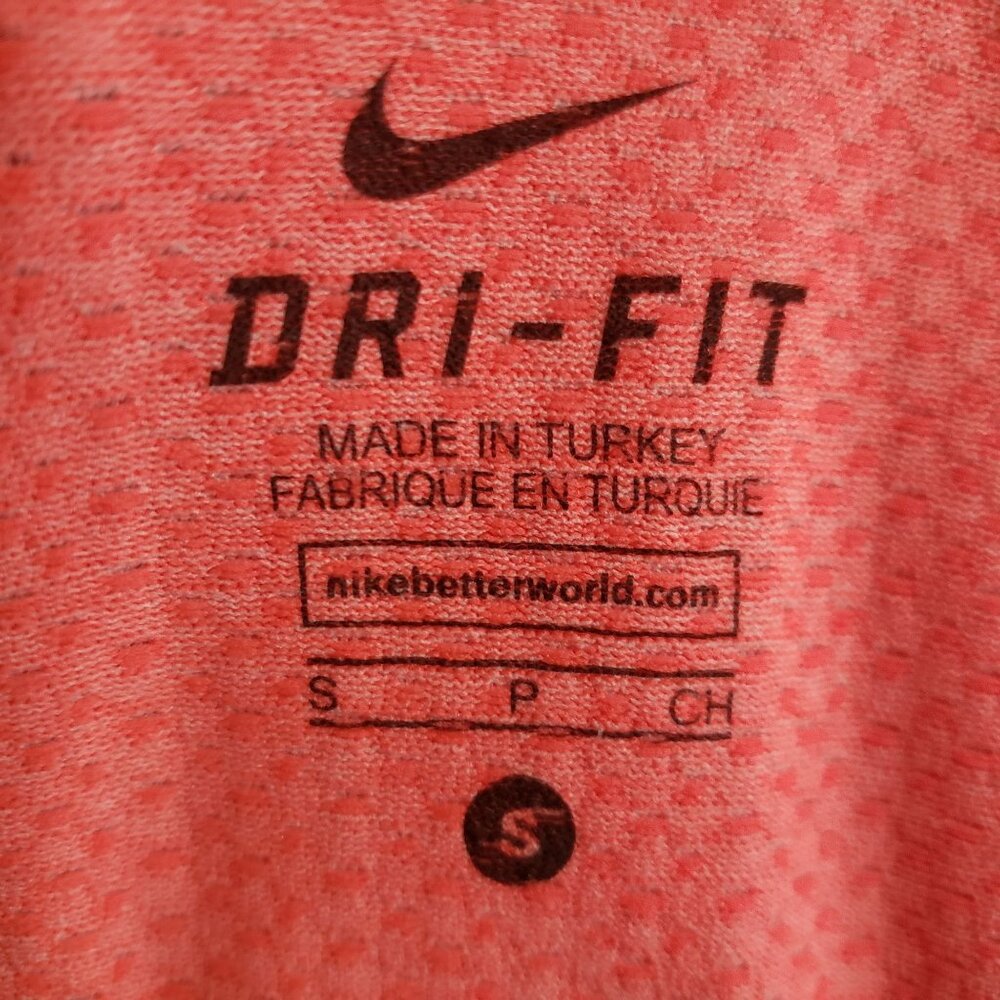 DRI-FIT
MADE IN TURKEY
FABRIQUE EN TURQUIE
nikebetterworld.com
S P CH
S